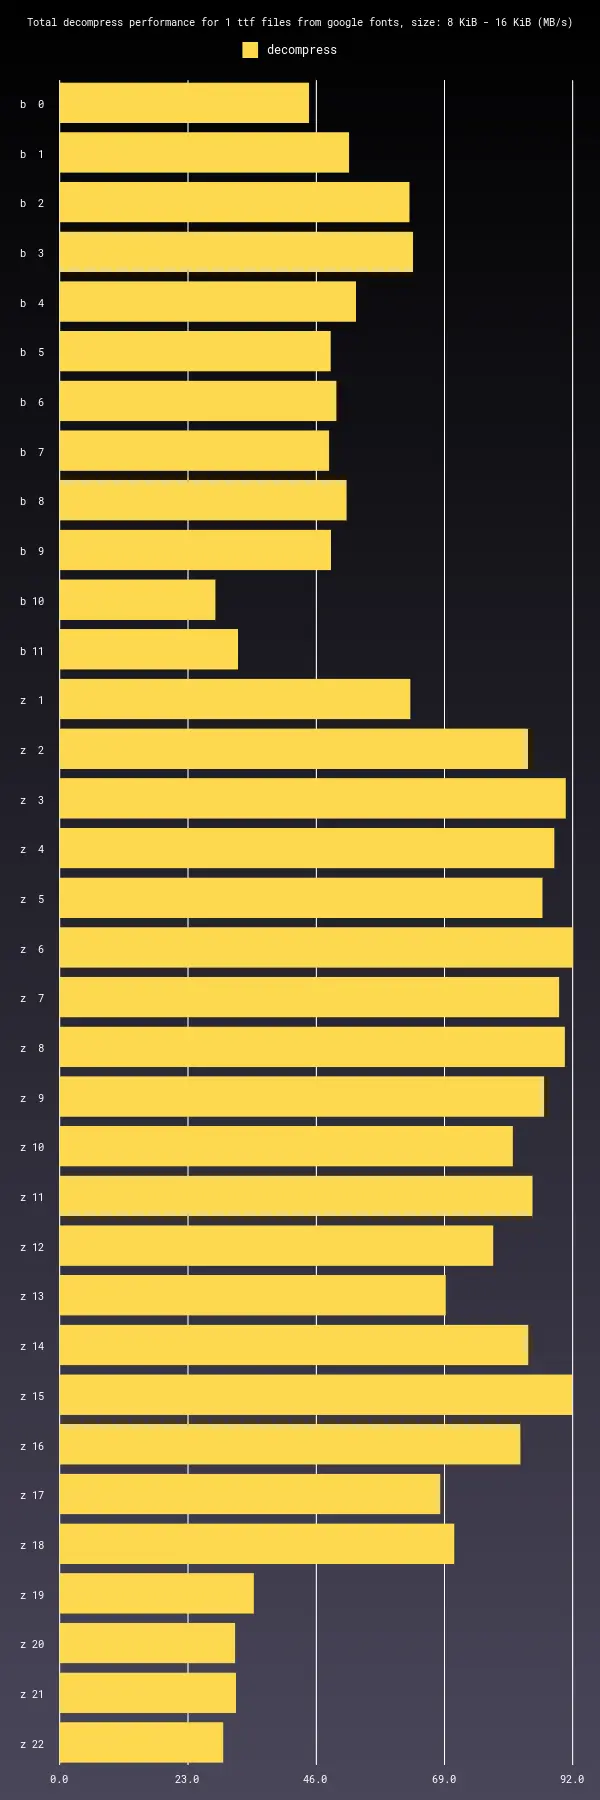 Total decompress performance for 1 ttf files from google fonts, size: 8 KiB - 16 KiB (MB/s)
decompress
b 0
b 1
b 2
b 3
b 4
b 5
b 6
b 7
b 8
b 9
b 10
b 11
z 1
z 2
z 3
z 4
z 5
z 6
z 7
z 8
z 9
z 10
z 11
z 12
z 13
z 14
z 15
z 16
z 17
z 18
z 19
z 20
z 21
z 22
0.0 23.0 46.0 69.0 92.0